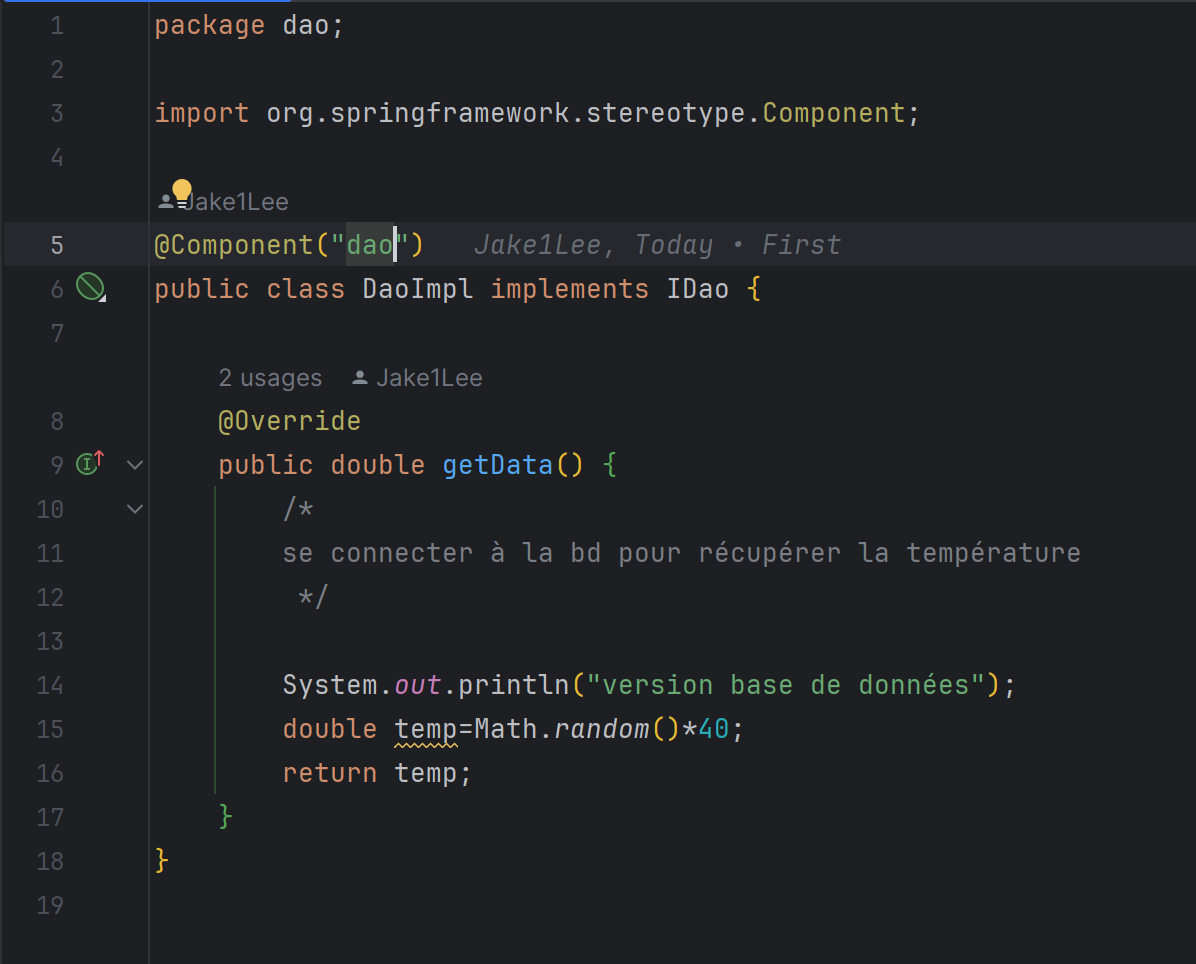 1 package dao;
2
3 import org.springframework.stereotype.Component;
4
Jake1Lee
5 @Component("dao") Jake1Lee, Today • First
6 public class DaoImpl implements IDao {
7
2 usages Jake1Lee
8 @Override
9 public double getData() {
10 /*
11 se connecter à la bd pour récupérer la température
12 */
13
14 System.out.println("version base de données");
15 double temp=Math.random()*40;
16 return temp;
17 }
18 }
19